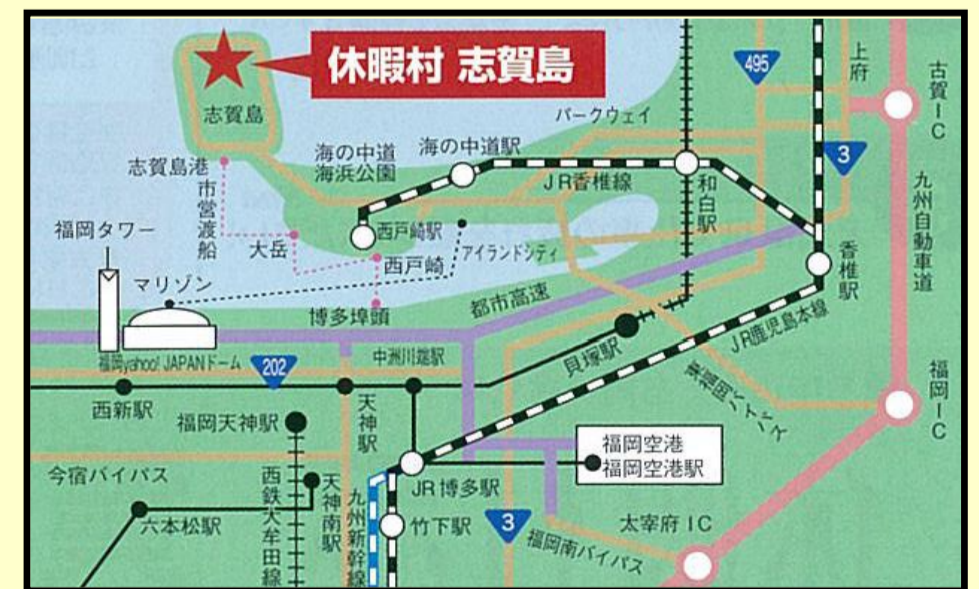 休暇村 志賀島
495
上府
古賀IC
志賀島
パークウェイ
海の中道
海浜公園
海の中道駅
3
志賀島港
JR香椎線
和白駅
九州自動車道
市営渡船
福岡タワー
大岳
西戸崎駅
アイランドシティ
西戸崎
香椎駅
マリゾン
博多埠頭
都市高速
福岡yahoo!JAPANドーム
202
中洲川端駅
貝塚駅
JR鹿児島本線
東福岡バイパス
福岡IC
西新駅
天神駅
福岡天神駅
福岡空港
福岡空港駅
今宿バイパス
西鉄大牟田線
天神南駅
九州新幹線
JR博多駅
六本松駅
竹下駅
3
福岡南バイパス
太宰府IC